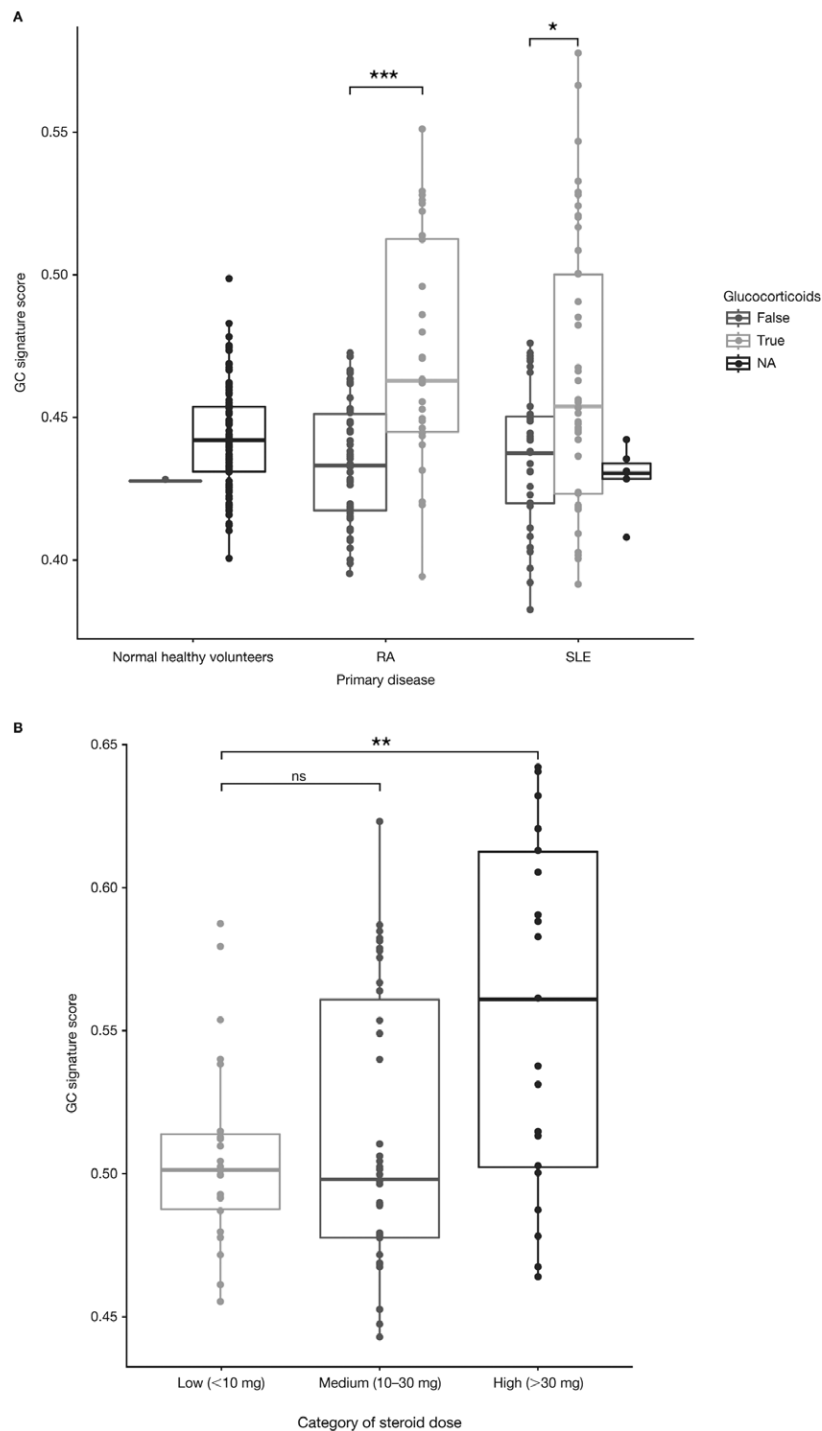 A
***
*
0.55
0.50
0.45
0.40
GC signature score
Normal healthy volunteers
RA
SLE
Primary disease
Glucocorticoids
False
True
NA
B
**
ns
0.65
0.60
0.55
0.50
0.45
GC signature score
Low (<10 mg)
Medium (10–30 mg)
High (>30 mg)
Category of steroid dose